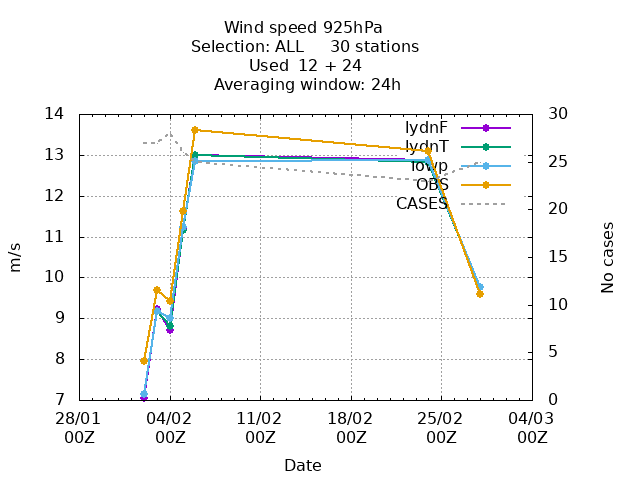 Wind speed 925hPa
Selection: ALL 30 stations
Used 12 + 24
Averaging window: 24h
14
13
12
11
10
9
8
7
m/s
30
25
20
15
10
5
0
No cases
lydnF
lydnT
lowp
OBS
CASES
28/01 04/02 11/02 18/02 25/02 04/03
00Z 00Z 00Z 00Z 00Z 00Z
Date